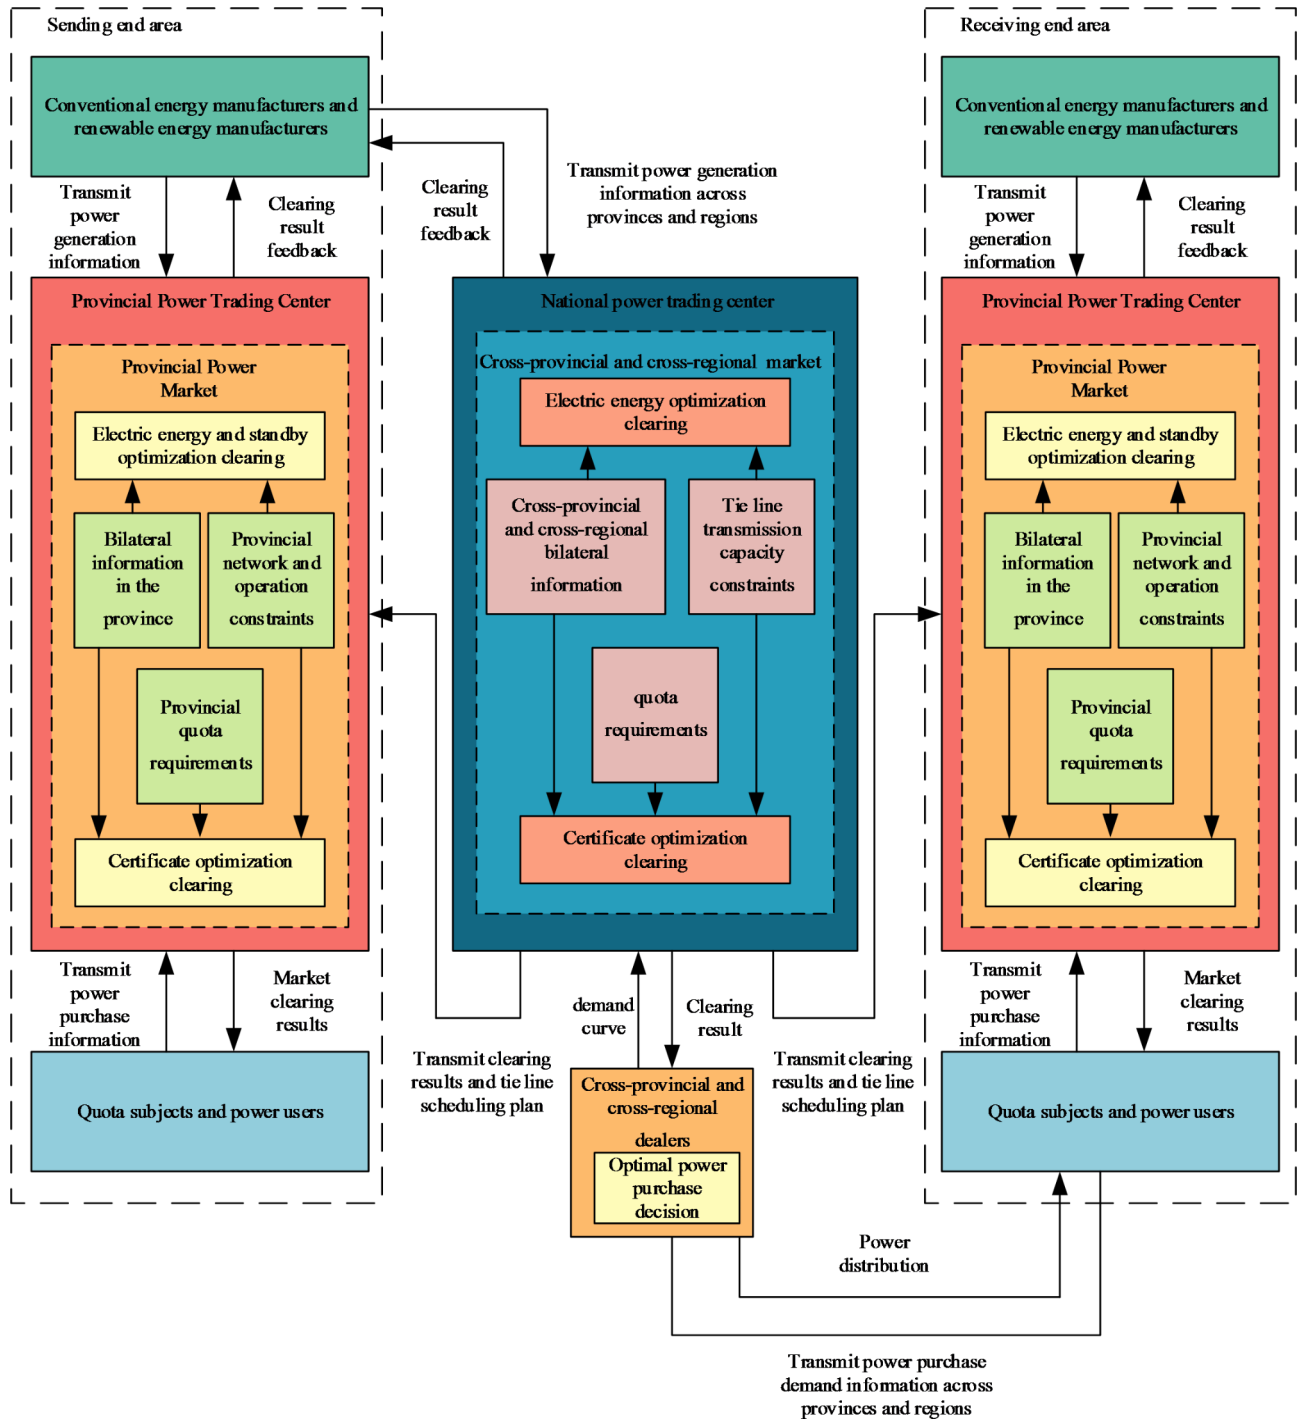 Sending end area
Conventional energy manufacturers and
renewable energy manufacturers
Transmit
power
generation
information
Clearing
result
feedback
Provincial Power Trading Center
Provincial Power
Market
Electric energy and standby
optimization clearing
Bilateral
information
in the
province
Provincial
network and
operation
constraints
Provincial
quota
requirements
Certificate optimization
clearing
Transmit
power
purchase
information
Market
clearing
results
Quota subjects and power users
Clearing
result
feedback
Transmit power generation
information across
provinces and regions
National power trading center
Cross-provincial and cross-regional market
Electric energy optimization
clearing
Cross-provincial
and cross-regional
bilateral
information
Tie line
transmission
capacity
constraints
quota
requirements
Certificate optimization
clearing
demand
curve
Clearing
result
Transmit clearing
results and tie line
scheduling plan
Transmit clearing
results and tie line
scheduling plan
Cross-provincial and
cross-regional
dealers
Optimal power
purchase
decision
Power
distribution
Transmit power purchase
demand information across
provinces and regions
Receiving end area
Conventional energy manufacturers and
renewable energy manufacturers
Transmit
power
generation
information
Clearing
result
feedback
Provincial Power Trading Center
Provincial Power
Market
Electric energy and standby
optimization clearing
Bilateral
information
in the
province
Provincial
network and
operation
constraints
Provincial
quota
requirements
Certificate optimization
clearing
Transmit
power
purchase
information
Market
clearing
results
Quota subjects and power users